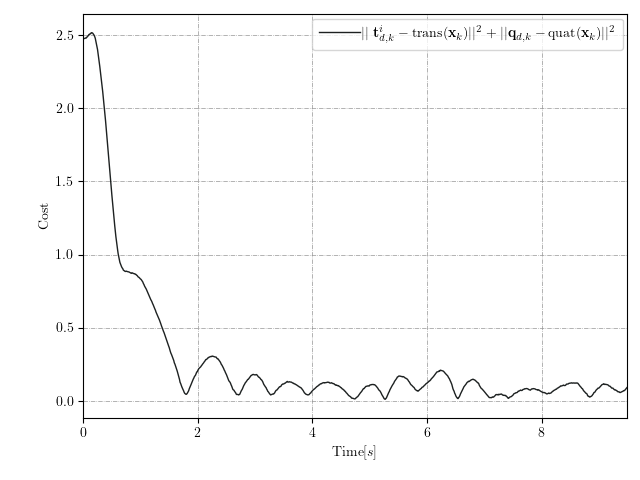 || t^i_{d,k} − trans(x_k)||^2 + ||q_{d,k} − quat(x_k)||^2
2.5
2.0
1.5
1.0
0.5
0.0
Cost
0 2 4 6 8
Time[s]